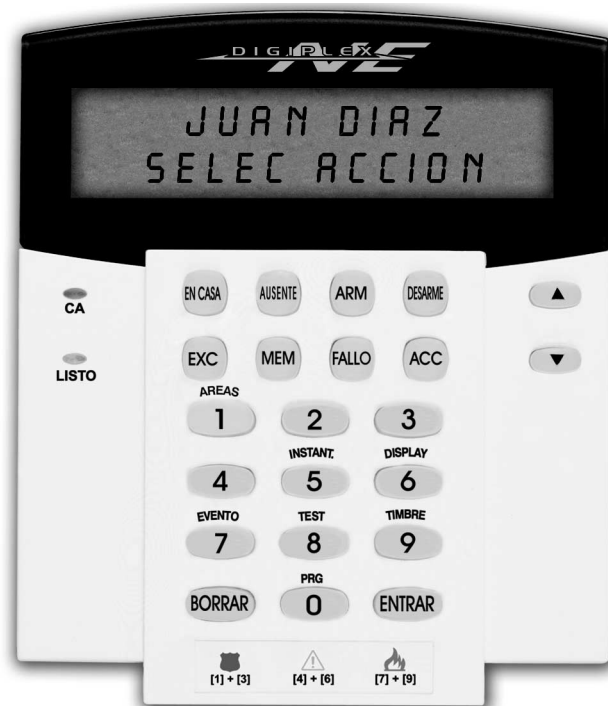 DIGIPLEX
NE
JUAN DIAZ
SELEC ACCION
EN CASA AUSENTE ARM DESARME
CA
EXC MEM FALLO ACC
LISTO
AREAS
1 2 3
INSTANT. DISPLAY
4 5 6
EVENTO TEST TIMBRE
7 8 9
PRG
BORRAR 0 ENTRAR
[1] + [3] [4] + [6] [7] + [9]